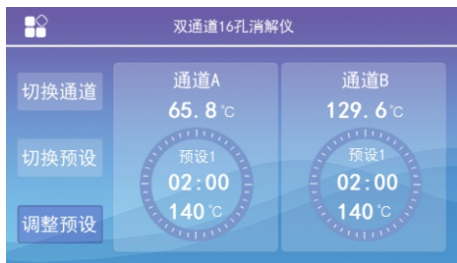 双通道16孔消解仪
切换通道
切换预设
调整预设
通道A
65.8℃
预设1
02:00
140℃
通道B
129.6℃
预设1
02:00
140℃